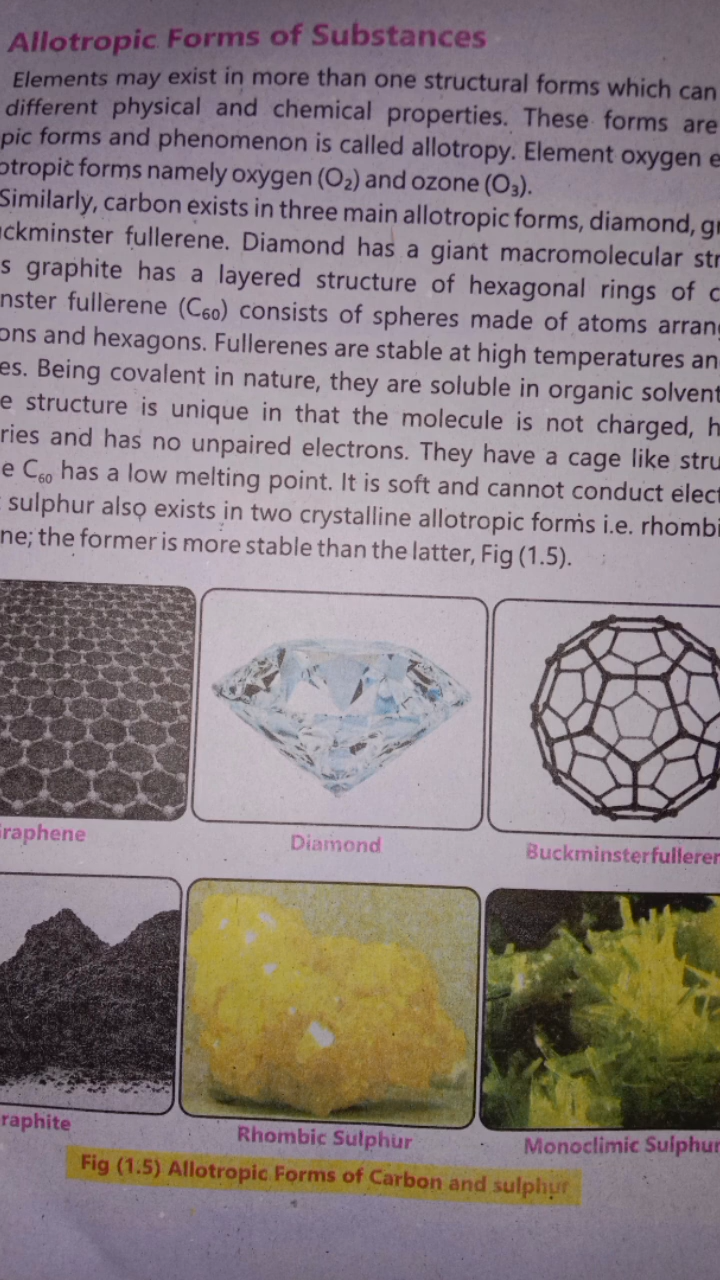 Allotropic Forms of Substances
Elements may exist in more than one structural forms which can
different physical and chemical properties. These forms are
pic forms and phenomenon is called allotropy. Element oxygen e
otropic forms namely oxygen (O₂) and ozone (O₃).
Similarly, carbon exists in three main allotropic forms, diamond, gr
uckminster fullerene. Diamond has a giant macromolecular str
s graphite has a layered structure of hexagonal rings of c
nster fullerene (C₆₀) consists of spheres made of atoms arrang
ons and hexagons. Fullerenes are stable at high temperatures an
es. Being covalent in nature, they are soluble in organic solvent
e structure is unique in that the molecule is not charged, h
ries and has no unpaired electrons. They have a cage like stru
e C₆₀ has a low melting point. It is soft and cannot conduct elect
sulphur also exists in two crystalline allotropic forms i.e. rhombi
ne; the former is more stable than the latter, Fig (1.5).
raphene
Diamond
Buckminsterfulleren
raphite
Rhombic Sulphur
Monoclimic Sulphur
Fig (1.5) Allotropic Forms of Carbon and sulphur